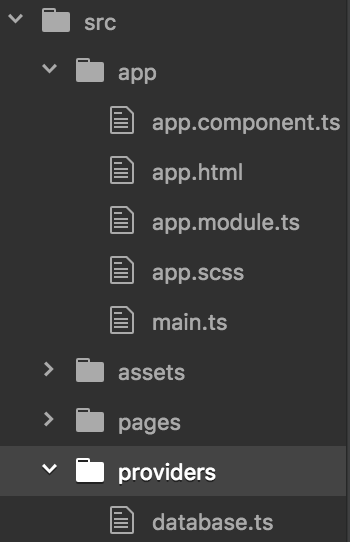 src
app
app.component.ts
app.html
app.module.ts
app.scss
main.ts
assets
pages
providers
database.ts